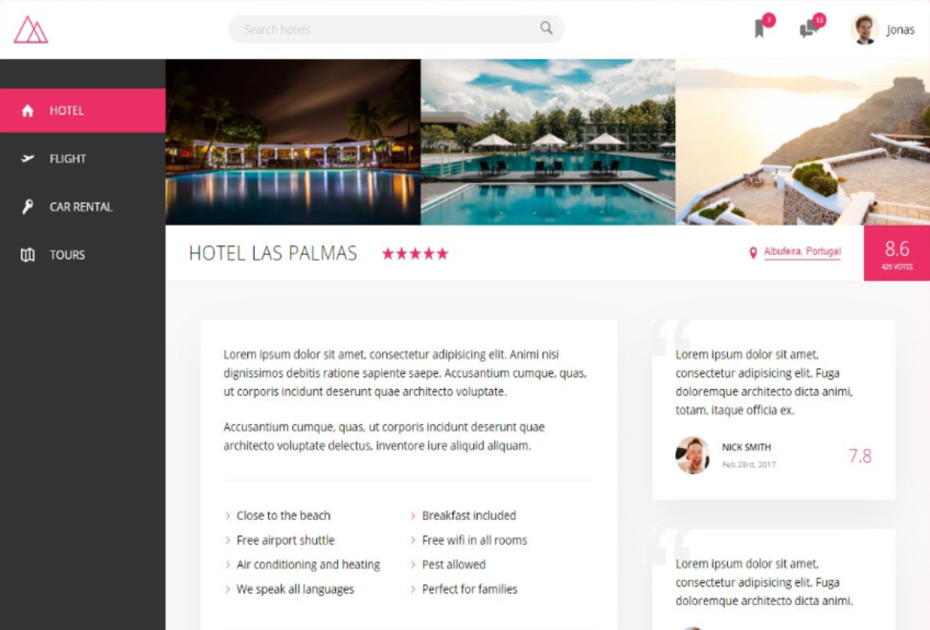 Search hotels
7
13
Jonas
HOTEL
FLIGHT
CAR RENTAL
TOURS
HOTEL LAS PALMAS
Albufeira, Portugal
8.6
429 VOTES
Lorem ipsum dolor sit amet, consectetur adipisicing elit. Animi nisi
dignissimos debitis ratione sapiente saepe. Accusantium cumque, quas,
ut corporis incidunt deserunt quae architecto voluptate.
Accusantium cumque, quas, ut corporis incidunt deserunt quae
architecto voluptate delectus, inventore iure aliquid aliquam.
Close to the beach
Breakfast included
Free airport shuttle
Free wifi in all rooms
Air conditioning and heating
Pest allowed
We speak all languages
Perfect for families
Lorem ipsum dolor sit amet,
consectetur adipisicing elit. Fuga
doloremque architecto dicta animi,
totam, itaque officia ex.
NICK SMITH
Feb 23rd, 2017
7.8
Lorem ipsum dolor sit amet,
consectetur adipisicing elit. Fuga
doloremque architecto dicta animi.